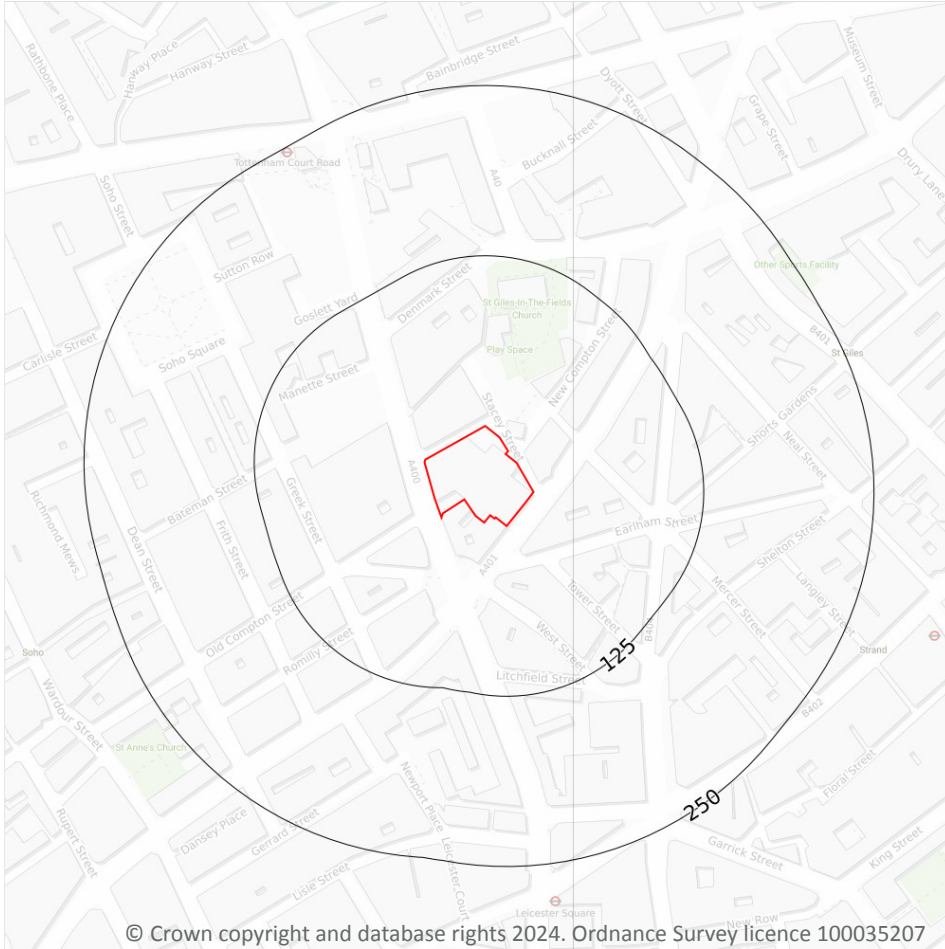 Rathbone Place
Hanway Place
Hanway Street
Bainbridge Street
Dyott Street
Museum Street
Grape Street
Bucknall Street
Drury Lane
Tottenham Court Road
A40
Soho Street
Sutton Row
Goslett Yard
Denmark Street
St Giles-In-The-Fields
Church
Play Space
Other Sports Facility
B401
St Giles
Carlisle Street
Soho Square
Manette Street
New Compton Street
Stacey Street
Shorts Gardens
Neal Street
A400
Richmond Mews
Bateman Street
Greek Street
Frith Street
Dean Street
Earlham Street
Shelton Street
A401
Old Compton Street
Romilly Street
Tower Street
West Street
Mercer Street
Langley Street
Litchfield Street
125
Soho
Strand
Wardour Street
St Anne's Church
B402
Floral Street
250
Newport Place
Dansey Place
Gerrard Street
Rupert Street
Lisle Street
Leicester Court
Garrick Street
King Street
Leicester Square
New Row
© Crown copyright and database rights 2024. Ordnance Survey licence 100035207